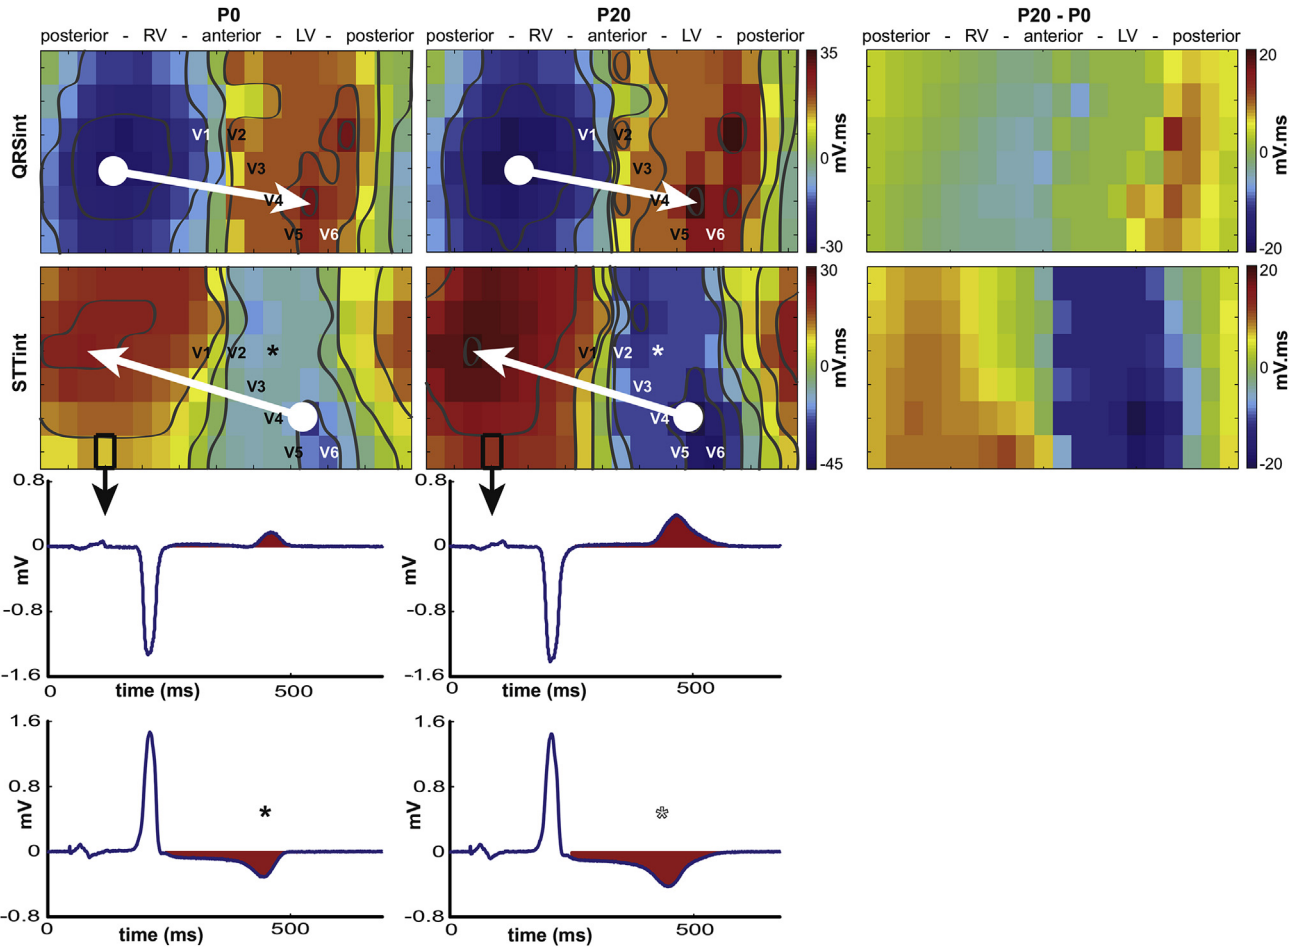 P0 P20 P20 - P0
posterior - RV - anterior - LV - posterior posterior - RV - anterior - LV - posterior posterior - RV - anterior - LV - posterior
QRSint
V1 V2 V3 V4 V5 V6
V1 V2 V3 V4 V5 V6
35
0
-30
mV.ms
20
10
0
-10
-20
mV.ms
STTint
V1 V2 * V3 V4 V5 V6
V1 V2 * V3 V4 V5 V6
30
0
-45
mV.ms
20
10
0
-10
-20
mV.ms
0.8
0
-0.8
-1.6
mV
0 time (ms) 500
0.8
0
-0.8
-1.6
mV
0 time (ms) 500
1.6
0.8
0
-0.8
mV
*
0 time (ms) 500
1.6
0.8
0
-0.8
mV
*
0 time (ms) 500